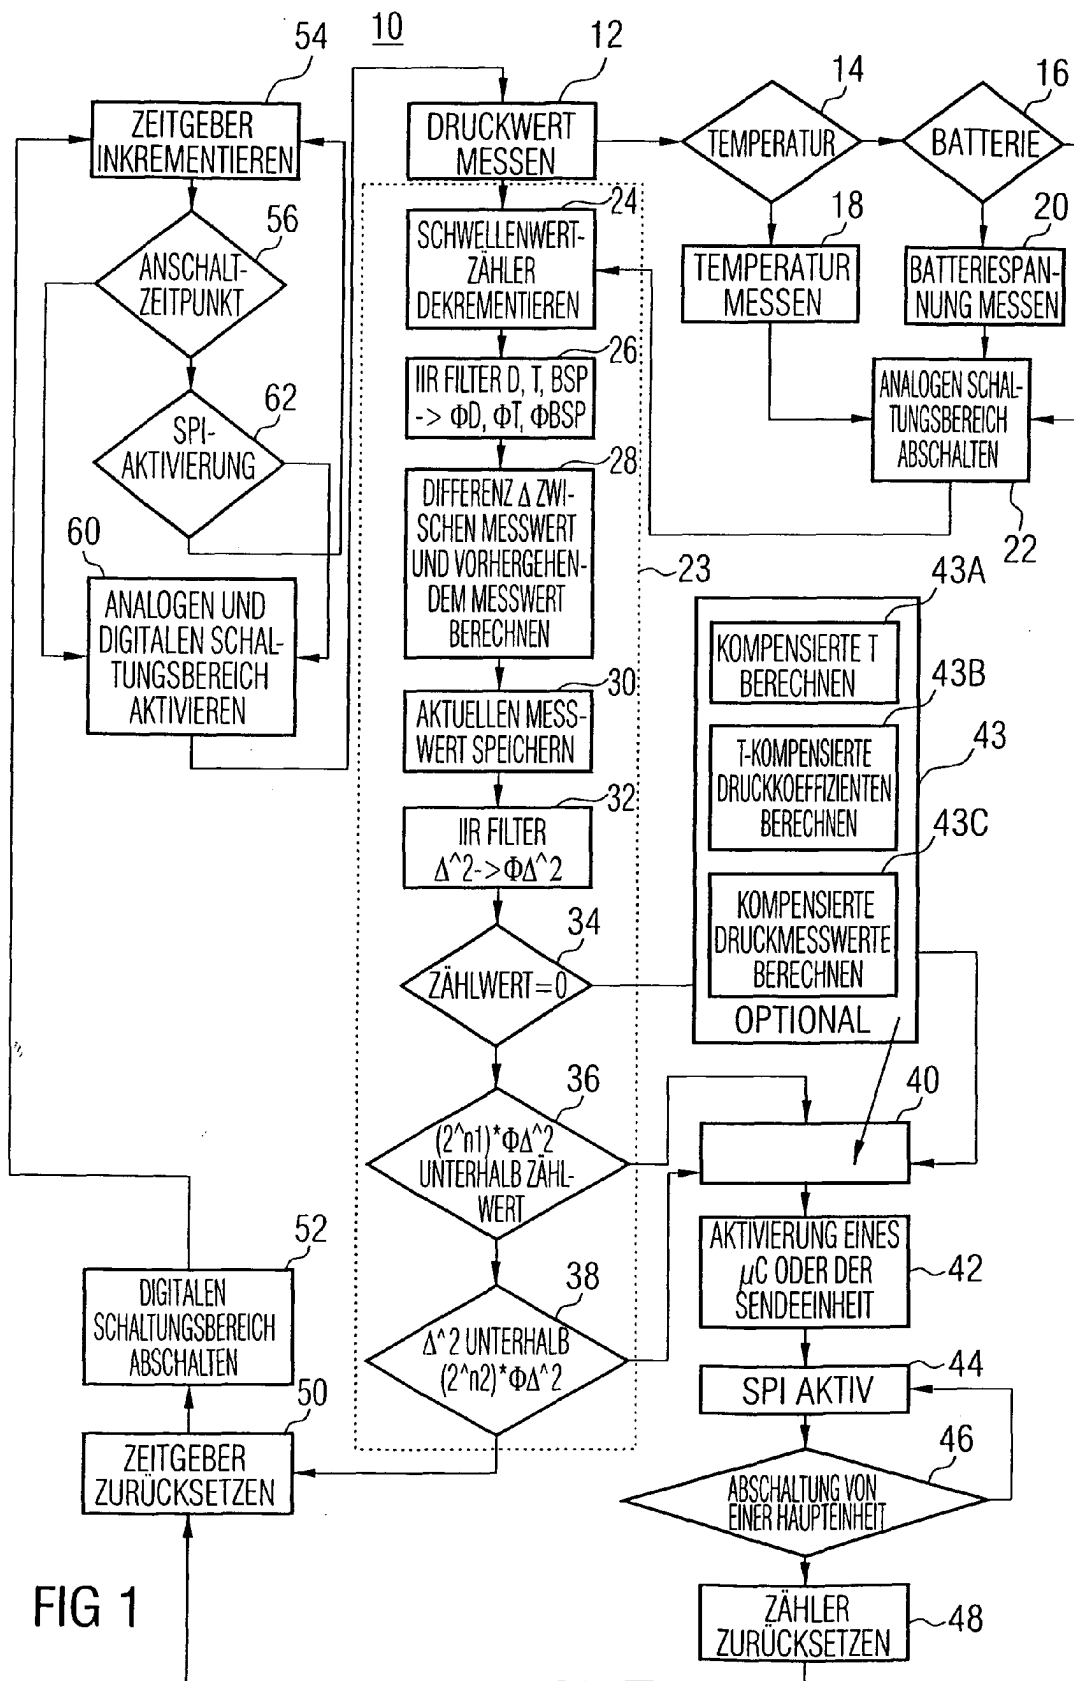 10
54
ZEITGEBER
INKREMENTIEREN
56
ANSCHALT-
ZEITPUNKT
62
SPI-
AKTIVIERUNG
60
ANALOGEN UND
DIGITALEN SCHAL-
TUNGSBEREICH
AKTIVIEREN
12
DRUCKWERT
MESSEN
14
TEMPERATUR
16
BATTERIE
18
TEMPERATUR
MESSEN
20
BATTERIESPAN-
NUNG MESSEN
ANALOGEN SCHAL-
TUNGSBEREICH
ABSCHALTEN
22
24
SCHWELLENWERT-
ZÄHLER
DEKREMENTIEREN
26
IIR FILTER D, T, BSP
-> ΦD, ΦT, ΦBSP
28
DIFFERENZ Δ ZWI-
SCHEN MESSWERT
UND VORHERGEHEN-
DEM MESSWERT
BERECHNEN
23
30
AKTUELLEN MESS-
WERT SPEICHERN
32
IIR FILTER
Δ^2->ΦΔ^2
34
ZÄHLWERT=0
43A
KOMPENSIERTE T
BERECHNEN
43B
T-KOMPENSIERTE
DRUCKKOEFFIZIENTEN
BERECHNEN
43
43C
KOMPENSIERTE
DRUCKMESSWERTE
BERECHNEN
OPTIONAL
36
(2^n1)*ΦΔ^2
UNTERHALB ZÄHL-
WERT
40
38
Δ^2 UNTERHALB
(2^n2)*ΦΔ^2
AKTIVIERUNG EINES
µC ODER DER
SENDEEINHEIT
42
44
SPI AKTIV
46
ABSCHALTUNG VON
EINER HAUPTEINHEIT
ZÄHLER
ZURÜCKSETZEN
48
52
DIGITALEN
SCHALTUNGSBEREICH
ABSCHALTEN
50
ZEITGEBER
ZURÜCKSETZEN
FIG 1